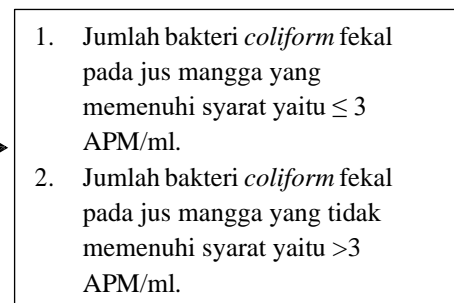 1. Jumlah bakteri coliform fekal
pada jus mangga yang
memenuhi syarat yaitu ≤ 3
APM/ml.
2. Jumlah bakteri coliform fekal
pada jus mangga yang tidak
memenuhi syarat yaitu >3
APM/ml.